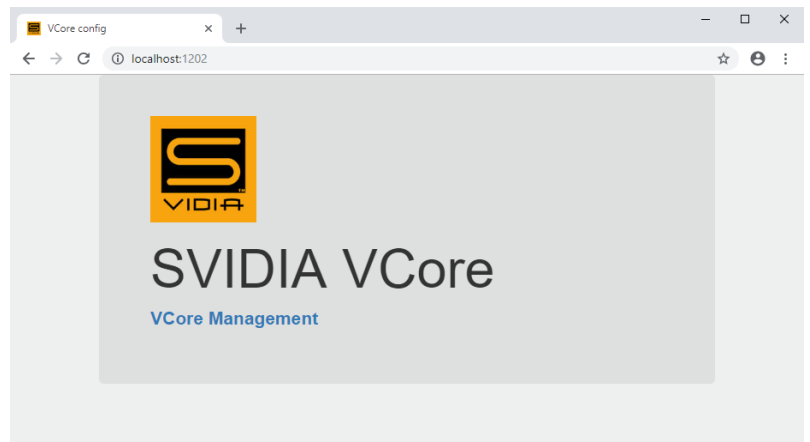 VCore config
localhost:1202
S
VIDIA
SVIDIA VCore
VCore Management